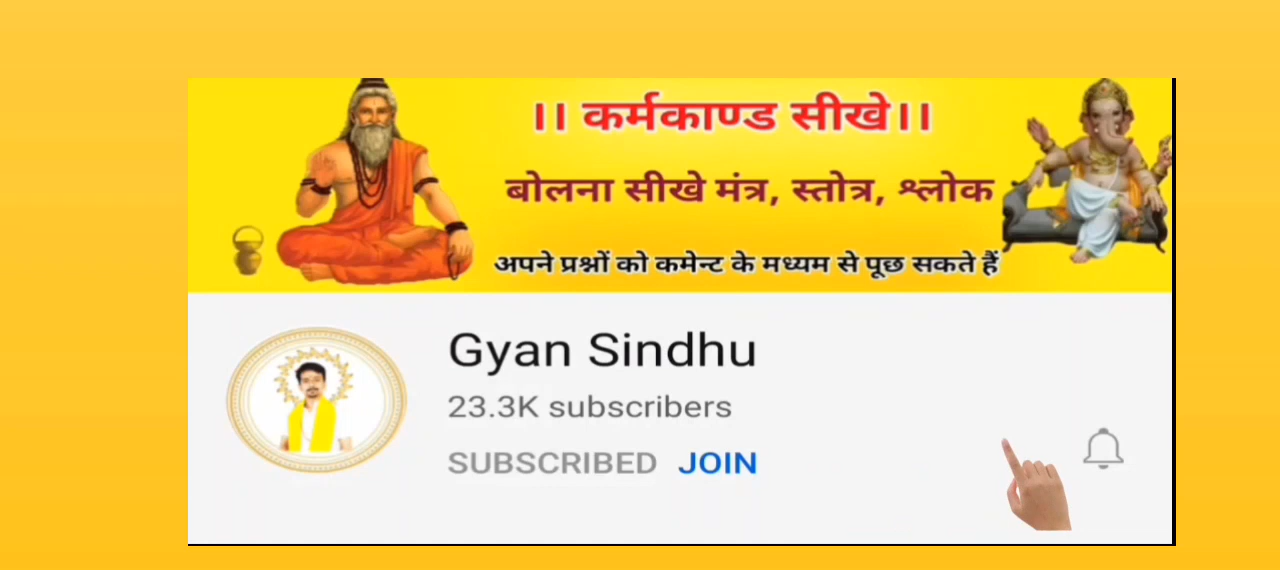 ।। कर्मकाण्ड सीखे।।
बोलना सीखे मंत्र, स्तोत्र, श्लोक
अपने प्रश्नों को कमेन्ट के मध्यम से पूछ सकते हैं
Gyan Sindhu
23.3K subscribers
SUBSCRIBED JOIN